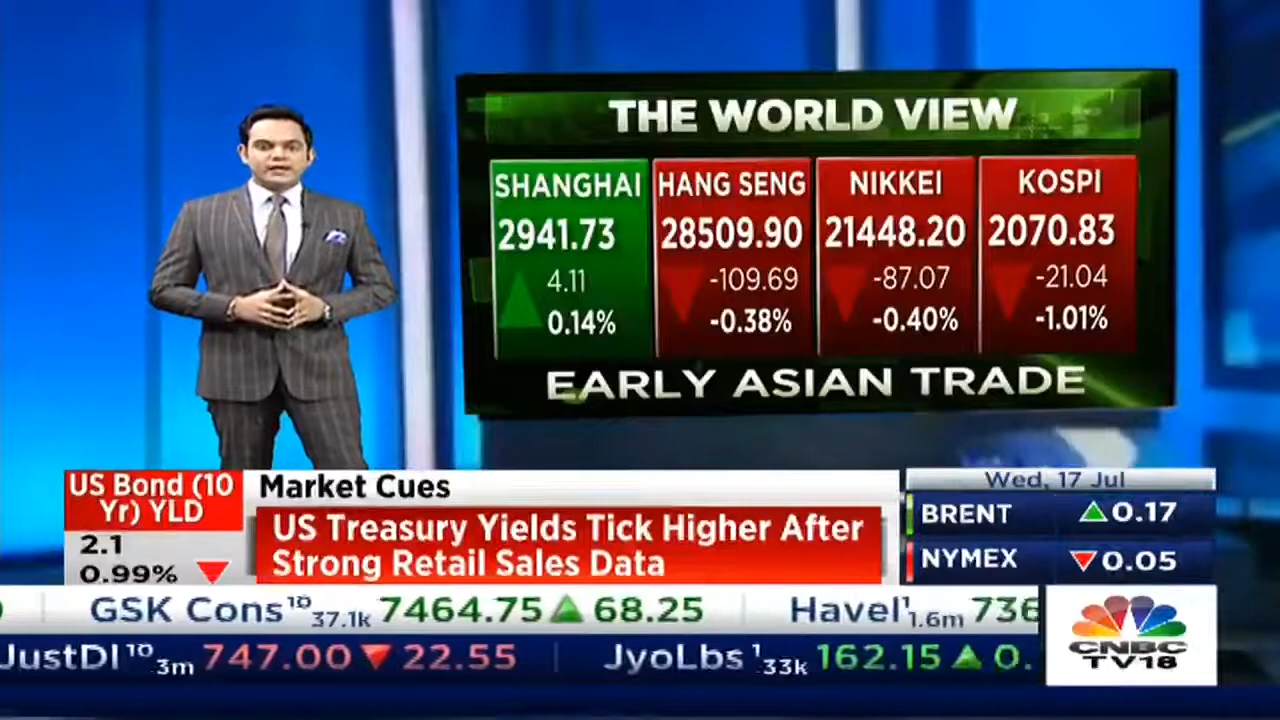 THE WORLD VIEW
SHANGHAI
2941.73
4.11
0.14%
HANG SENG
28509.90
-109.69
-0.38%
NIKKEI
21448.20
-87.07
-0.40%
KOSPI
2070.83
-21.04
-1.01%
EARLY ASIAN TRADE
US Bond (10
Yr) YLD
2.1
0.99%
Market Cues
US Treasury Yields Tick Higher After
Strong Retail Sales Data
Wed, 17 Jul
BRENT 0.17
NYMEX 0.05
GSK Cons 10 37.1k 7464.75 68.25 Havel 1 1.6m 736
JustDI 10 3m 747.00 22.55 JyoLbs 1 33k 162.15 0.
CNBC
TV18